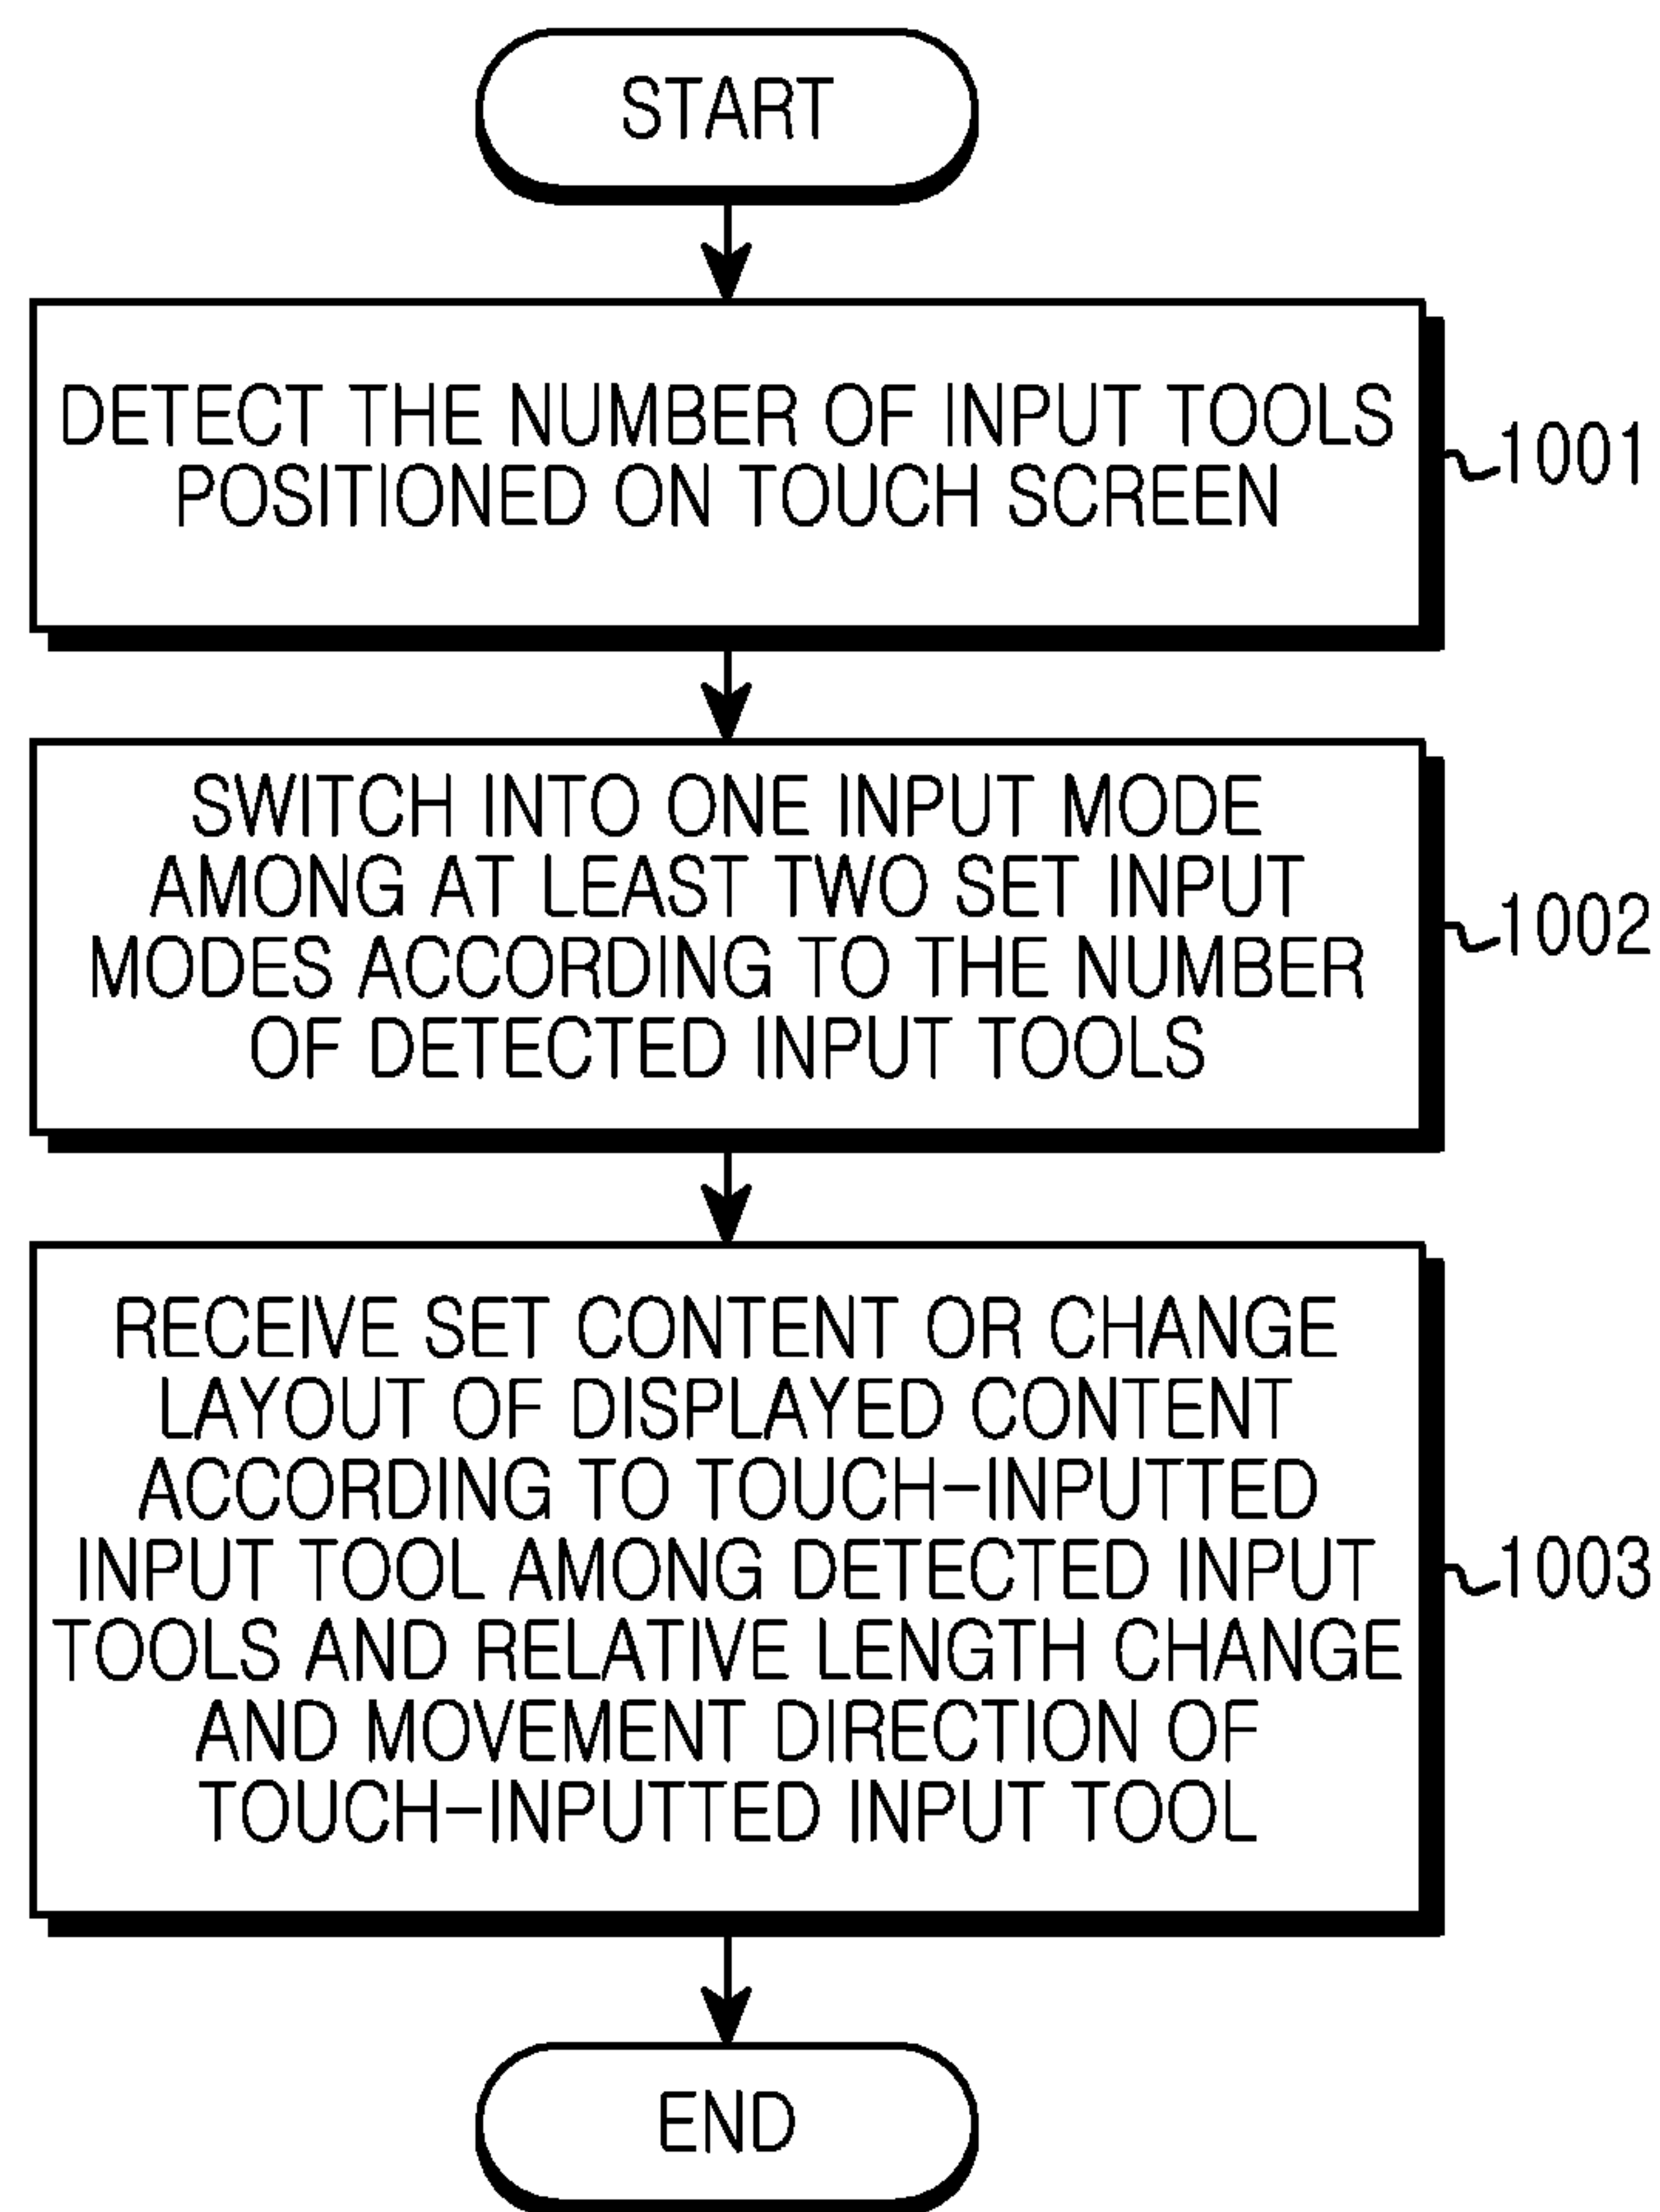 START
DETECT THE NUMBER OF INPUT TOOLS
POSITIONED ON TOUCH SCREEN
1001
SWITCH INTO ONE INPUT MODE
AMONG AT LEAST TWO SET INPUT
MODES ACCORDING TO THE NUMBER
OF DETECTED INPUT TOOLS
1002
RECEIVE SET CONTENT OR CHANGE
LAYOUT OF DISPLAYED CONTENT
ACCORDING TO TOUCH-INPUTTED
INPUT TOOL AMONG DETECTED INPUT
TOOLS AND RELATIVE LENGTH CHANGE
AND MOVEMENT DIRECTION OF
TOUCH-INPUTTED INPUT TOOL
1003
END